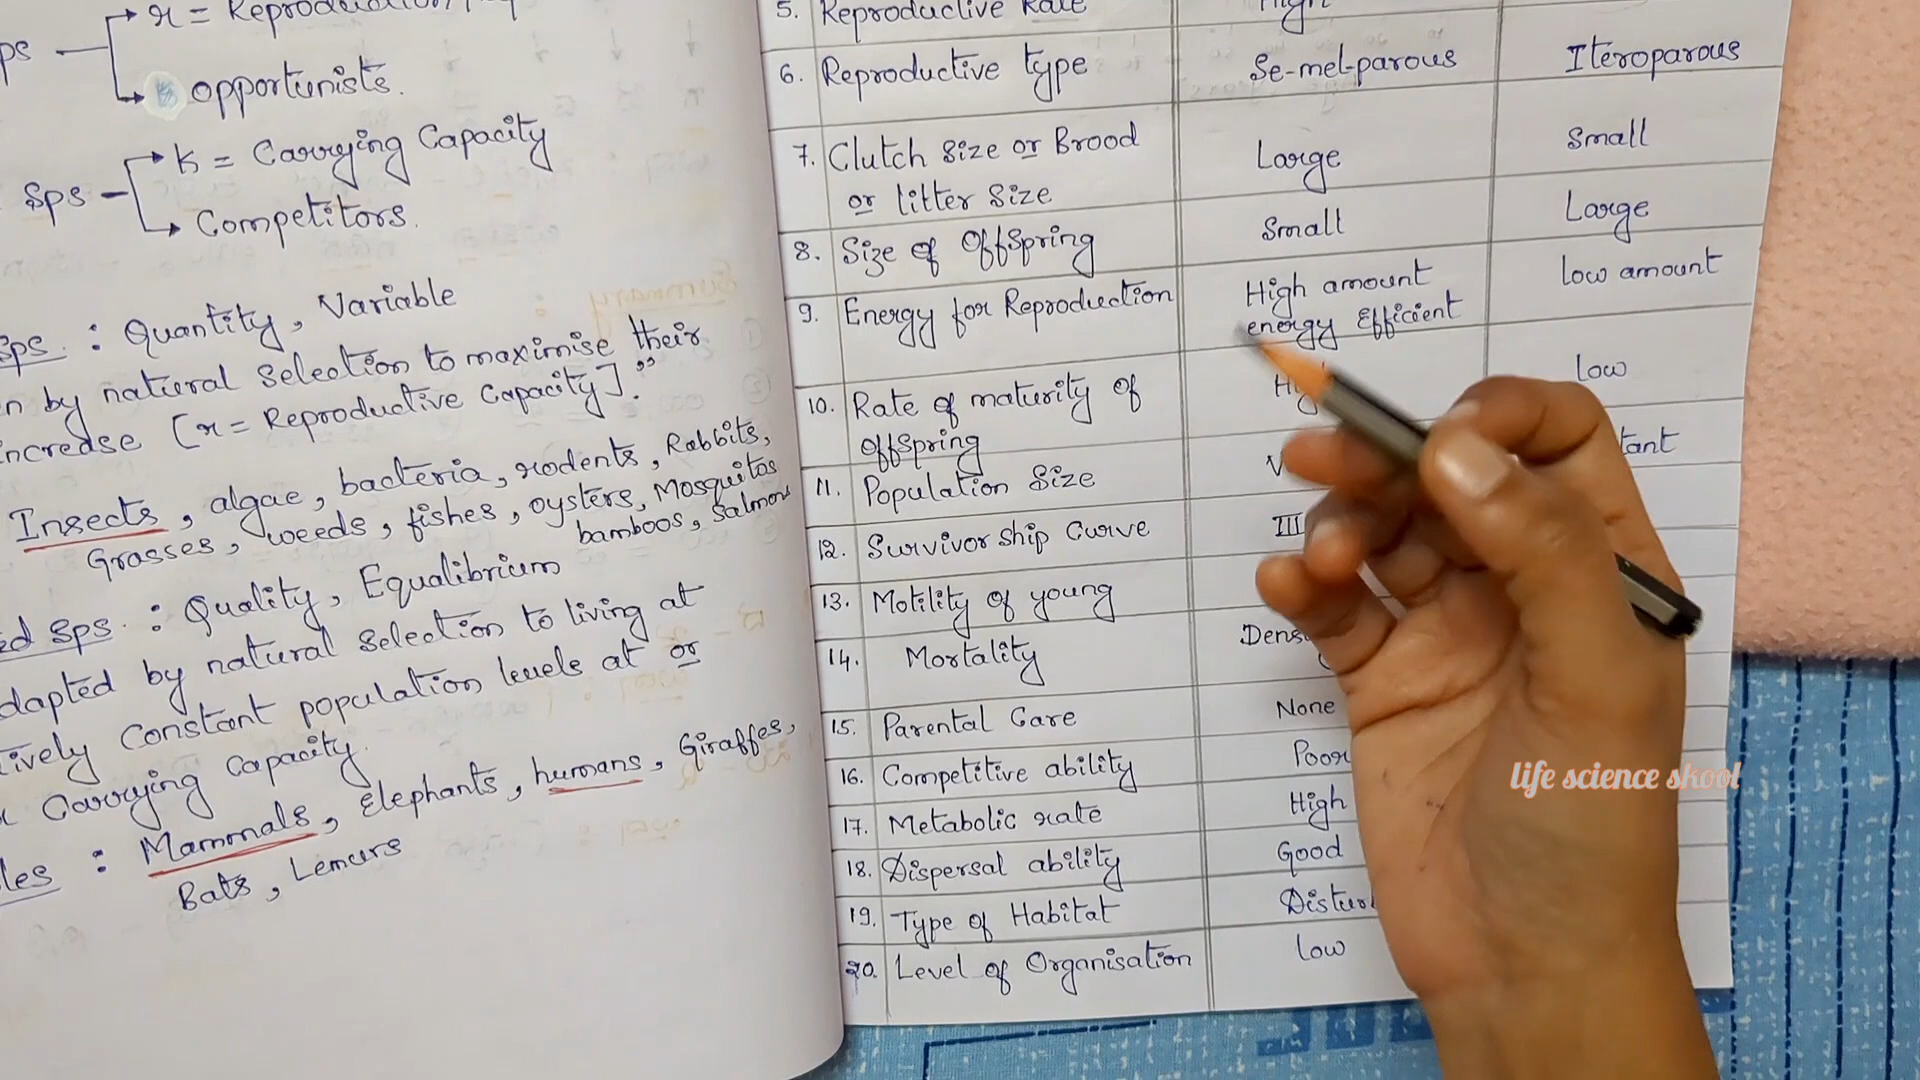 r = Reproductive
opportunists.
K = Carrying Capacity
Sps
Competitors.
Sps. : Quantity, Variable
by natural Selection to maximise their
increase [r = Reproductive Capacity]."
Insects, algae, bacteria, rodents, Rabbits,
Grasses, weeds, fishes, oysters, Mosquitos
bamboos, Salmons
Sps. : Quality, Equalibrium
by natural Selection to living at
Constant population levels at or
Carrying Capacity.
: Mammals, Elephants, humans, Giraffes,
Bats, Lemurs
5. Reproductive Rate High
6. Reproductive type Se-mel-parous Iteroparous
7. Clutch Size or Brood Large Small
or litter Size
8. Size of Offspring Small Large
9. Energy for Reproduction High amount low amount
energy Efficient
10. Rate of maturity of low
offspring
11. Population Size
12. Survivorship Curve III
13. Motility of young
14. Mortality
15. Parental Care None
16. Competitive ability Poor
17. Metabolic rate High
18. Dispersal ability Good
19. Type of Habitat
20. Level of Organisation low
life science skool